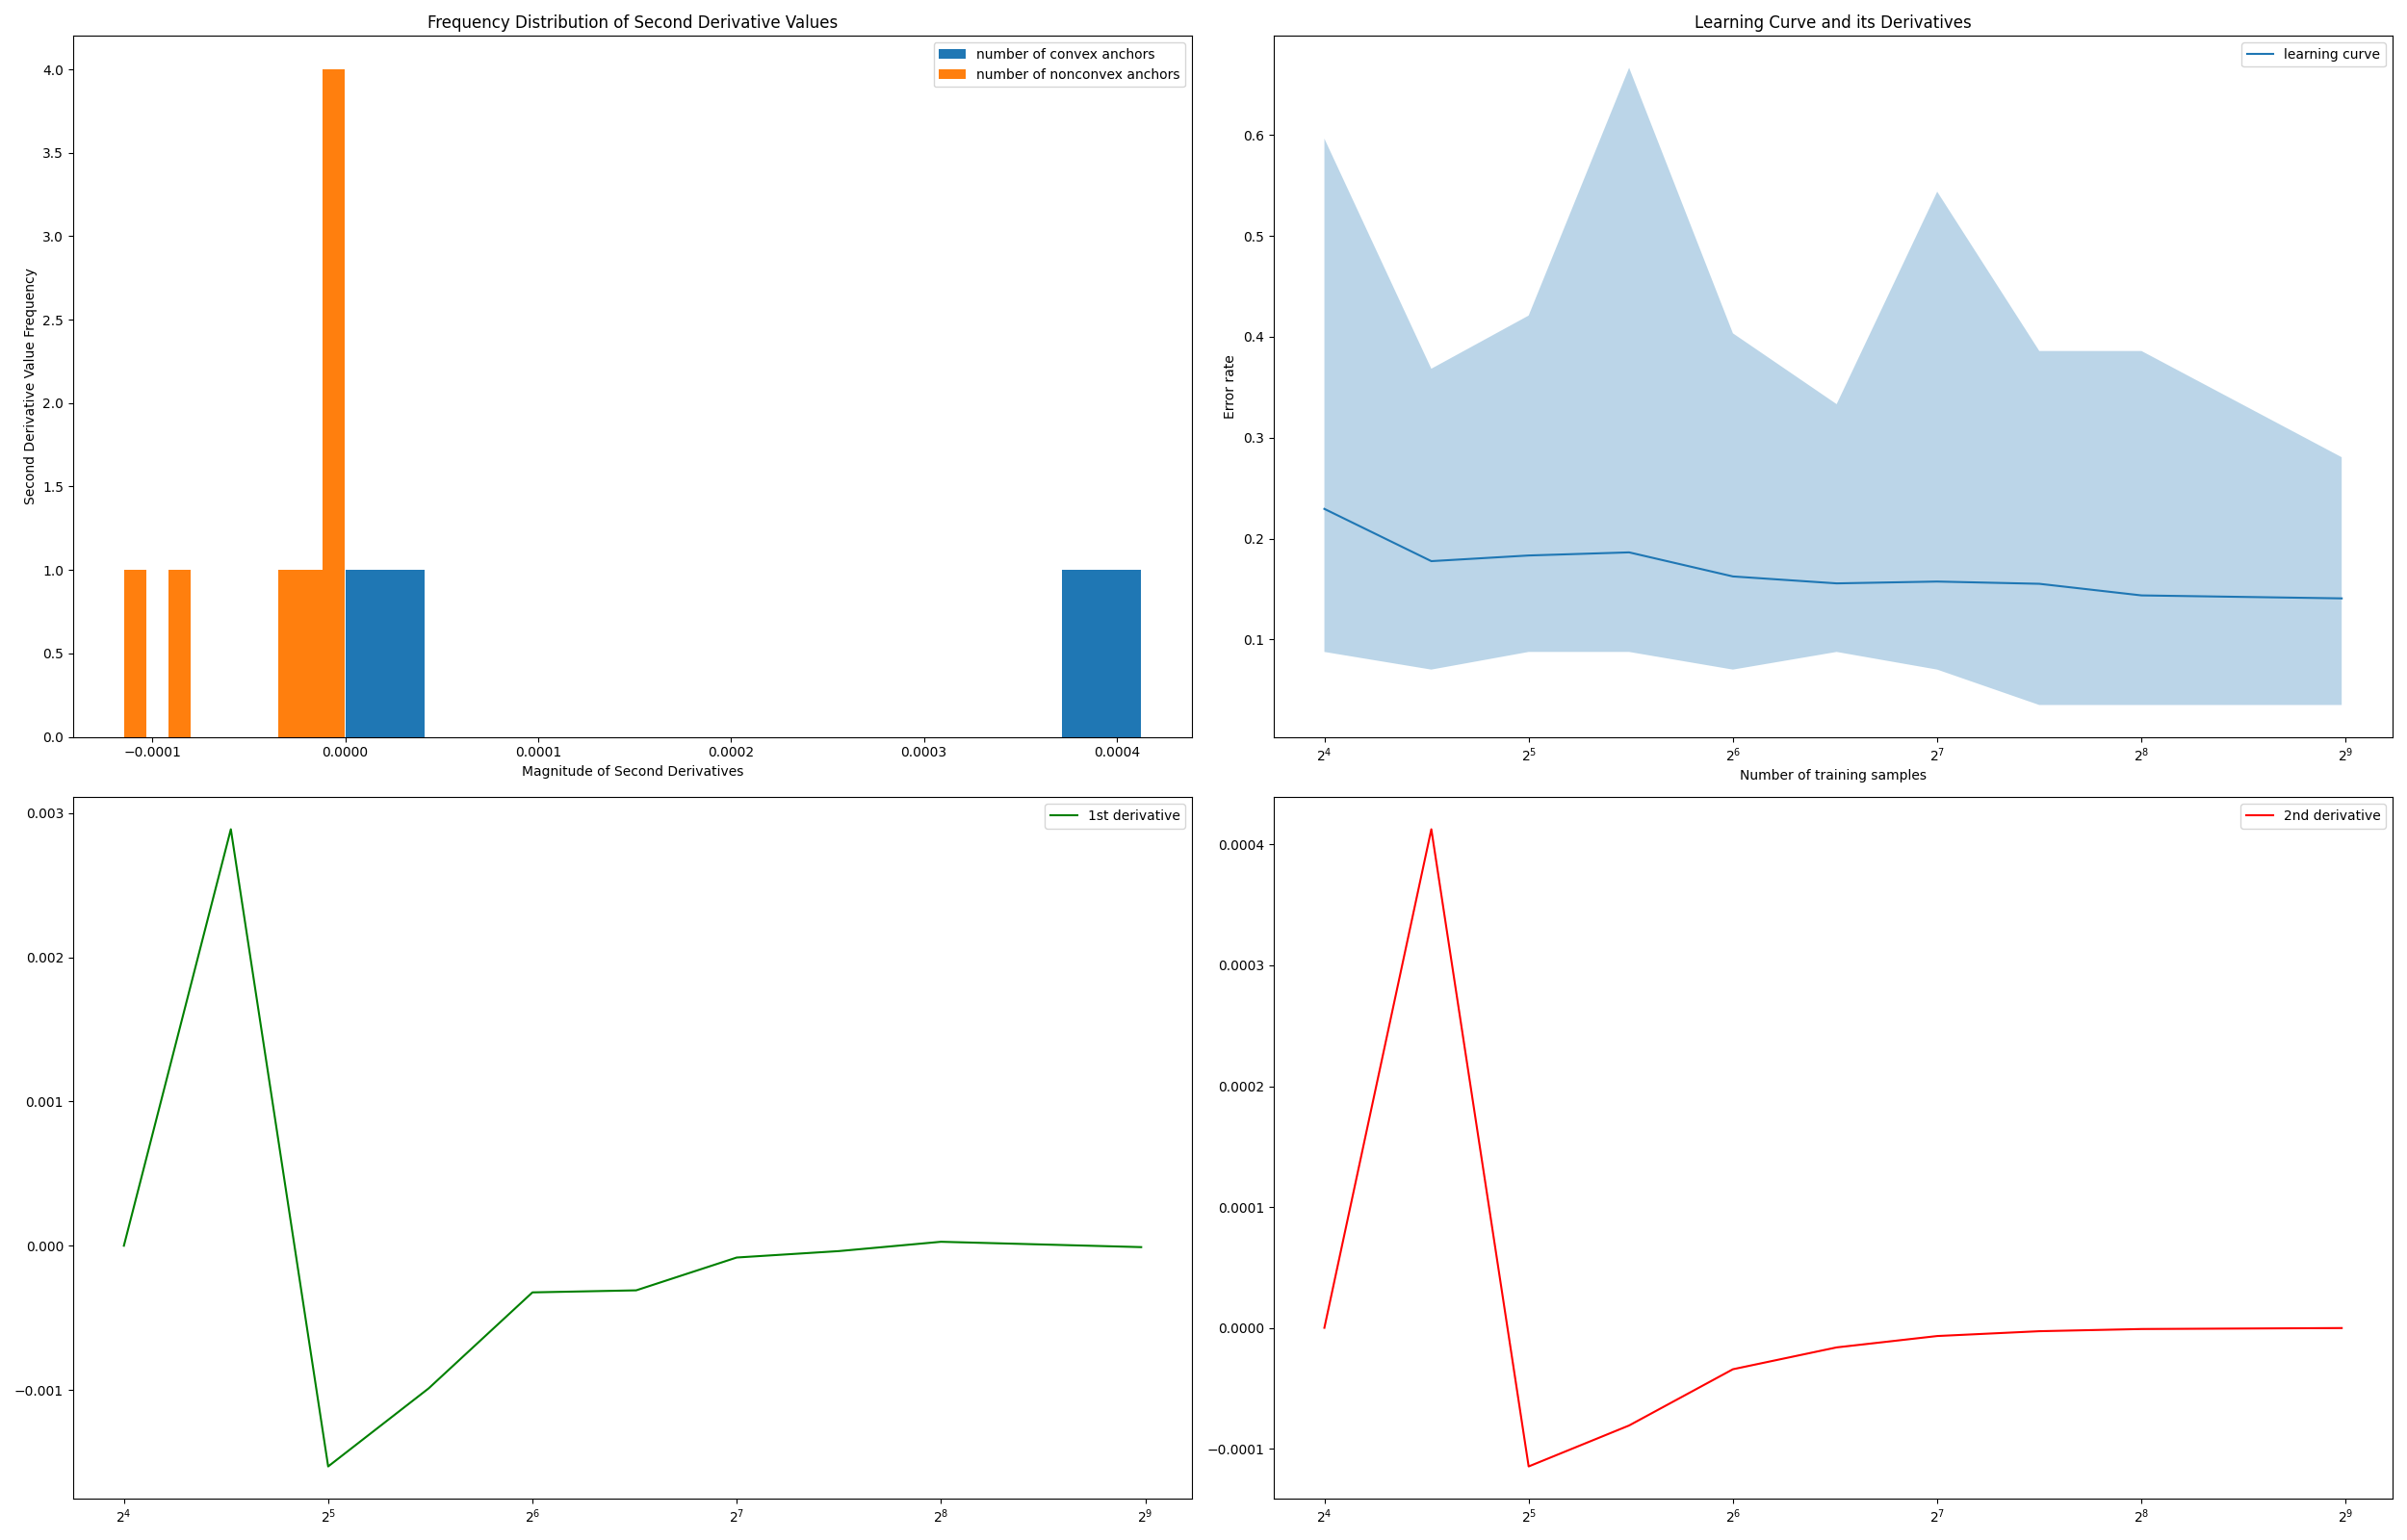 Frequency Distribution of Second Derivative Values
number of convex anchors
number of nonconvex anchors
4.0
3.5
3.0
2.5
2.0
1.5
1.0
0.5
0.0
Second Derivative Value Frequency
−0.0001 0.0000 0.0001 0.0002 0.0003 0.0004
Magnitude of Second Derivatives
Learning Curve and its Derivatives
learning curve
0.6
0.5
0.4
0.3
0.2
0.1
Error rate
2⁴ 2⁵ 2⁶ 2⁷ 2⁸ 2⁹
Number of training samples
1st derivative
0.003
0.002
0.001
0.000
−0.001
2⁴ 2⁵ 2⁶ 2⁷ 2⁸ 2⁹
2nd derivative
0.0004
0.0003
0.0002
0.0001
0.0000
−0.0001
2⁴ 2⁵ 2⁶ 2⁷ 2⁸ 2⁹